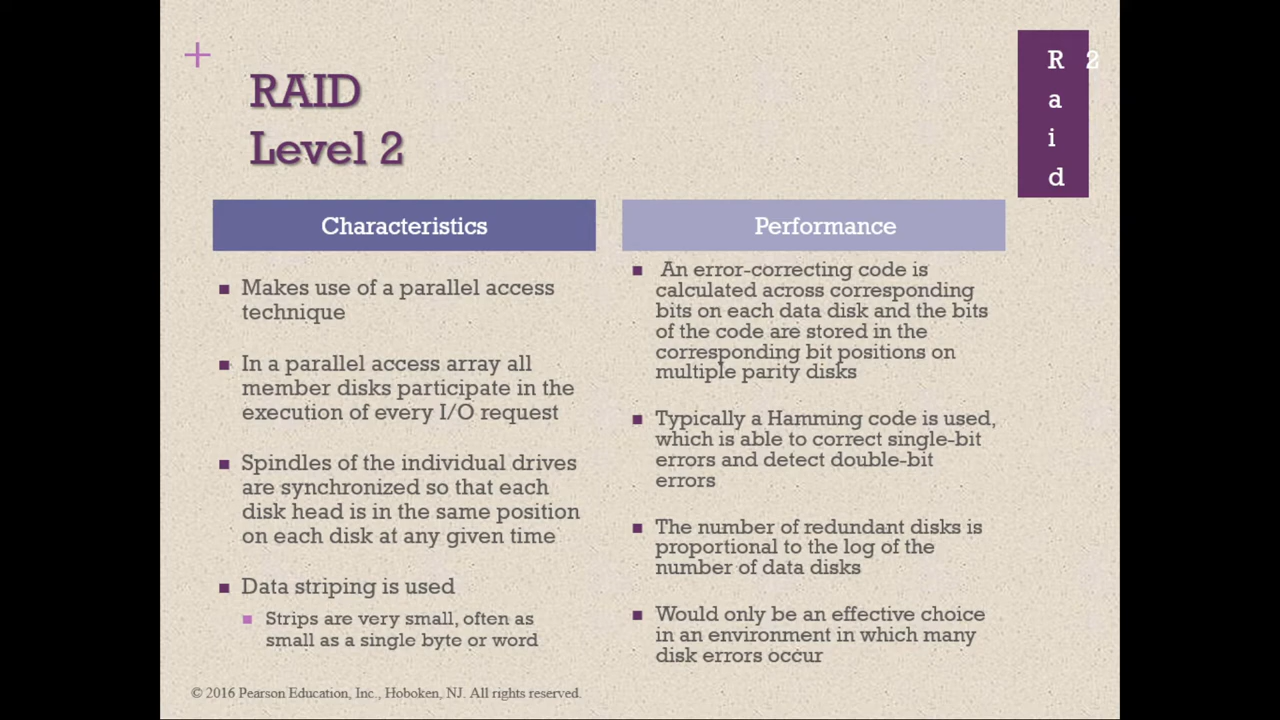 RAID
Level 2
R 2
a
i
d
Characteristics
Makes use of a parallel access
technique
In a parallel access array all
member disks participate in the
execution of every I/O request
Spindles of the individual drives
are synchronized so that each
disk head is in the same position
on each disk at any given time
Data striping is used
Strips are very small, often as
small as a single byte or word
Performance
An error-correcting code is
calculated across corresponding
bits on each data disk and the bits
of the code are stored in the
corresponding bit positions on
multiple parity disks
Typically a Hamming code is used,
which is able to correct single-bit
errors and detect double-bit
errors
The number of redundant disks is
proportional to the log of the
number of data disks
Would only be an effective choice
in an environment in which many
disk errors occur
© 2016 Pearson Education, Inc., Hoboken, NJ. All rights reserved.